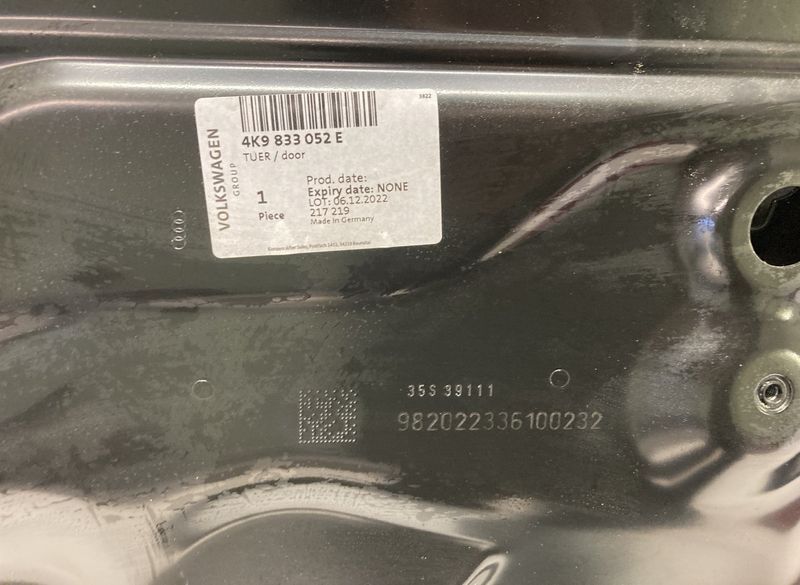 3822
4K9 833 052 E
TUER / door
VOLKSWAGEN
GROUP
Prod. date:
Expiry date: NONE
LOT: 06.12.2022
217 219
Made in Germany
1
Piece
35S 39111
982022336100232